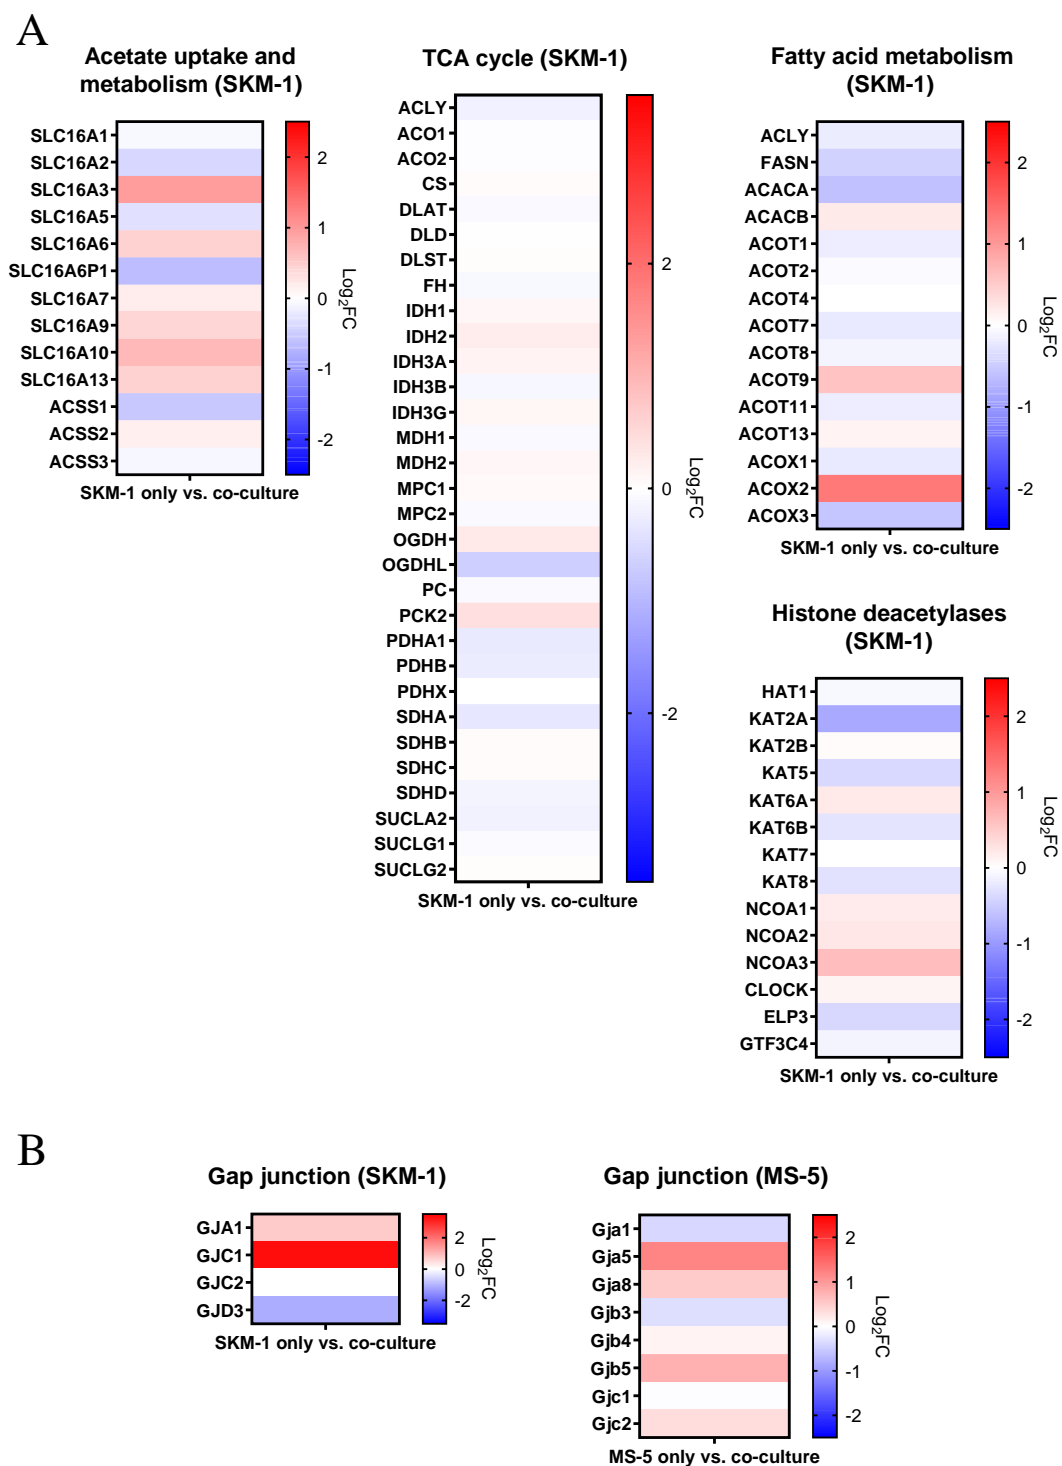 A
Acetate uptake and
metabolism (SKM-1)
SLC16A1
SLC16A2
SLC16A3
SLC16A5
SLC16A6
SLC16A6P1
SLC16A7
SLC16A9
SLC16A10
SLC16A13
ACSS1
ACSS2
ACSS3
2
1
0
-1
-2
Log2FC
SKM-1 only vs. co-culture
TCA cycle (SKM-1)
ACLY
ACO1
ACO2
CS
DLAT
DLD
DLST
FH
IDH1
IDH2
IDH3A
IDH3B
IDH3G
MDH1
MDH2
MPC1
MPC2
OGDH
OGDHL
PC
PCK2
PDHA1
PDHB
PDHX
SDHA
SDHB
SDHC
SDHD
SUCLA2
SUCLG1
SUCLG2
2
0
-2
Log2FC
SKM-1 only vs. co-culture
Fatty acid metabolism
(SKM-1)
ACLY
FASN
ACACA
ACACB
ACOT1
ACOT2
ACOT4
ACOT7
ACOT8
ACOT9
ACOT11
ACOT13
ACOX1
ACOX2
ACOX3
2
1
0
-1
-2
Log2FC
SKM-1 only vs. co-culture
Histone deacetylases
(SKM-1)
HAT1
KAT2A
KAT2B
KAT5
KAT6A
KAT6B
KAT7
KAT8
NCOA1
NCOA2
NCOA3
CLOCK
ELP3
GTF3C4
2
1
0
-1
-2
Log2FC
SKM-1 only vs. co-culture
B
Gap junction (SKM-1)
GJA1
GJC1
GJC2
GJD3
2
0
-2
Log2FC
SKM-1 only vs. co-culture
Gap junction (MS-5)
Gja1
Gja5
Gja8
Gjb3
Gjb4
Gjb5
Gjc1
Gjc2
2
1
0
-1
-2
Log2FC
MS-5 only vs. co-culture